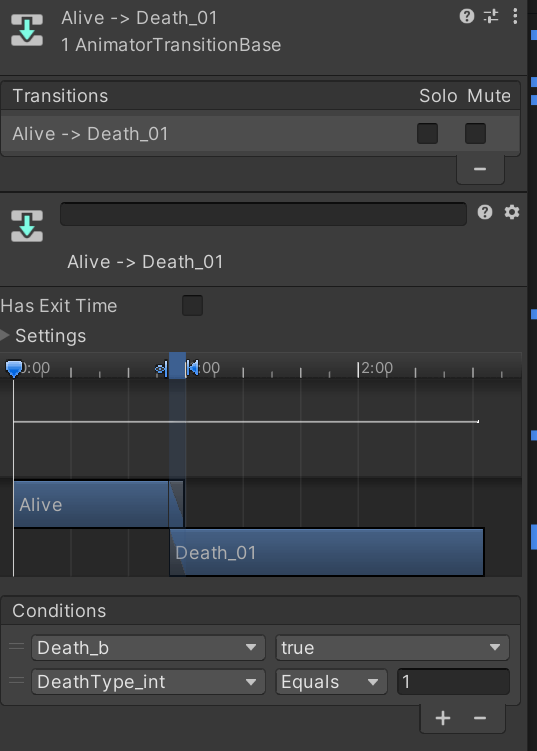 Alive -> Death_01
1 AnimatorTransitionBase
Transitions Solo Mute
Alive -> Death_01
Alive -> Death_01
Has Exit Time
Settings
0:00 :00 2:00
Alive
Death_01
Conditions
Death_b true
DeathType_int Equals 1